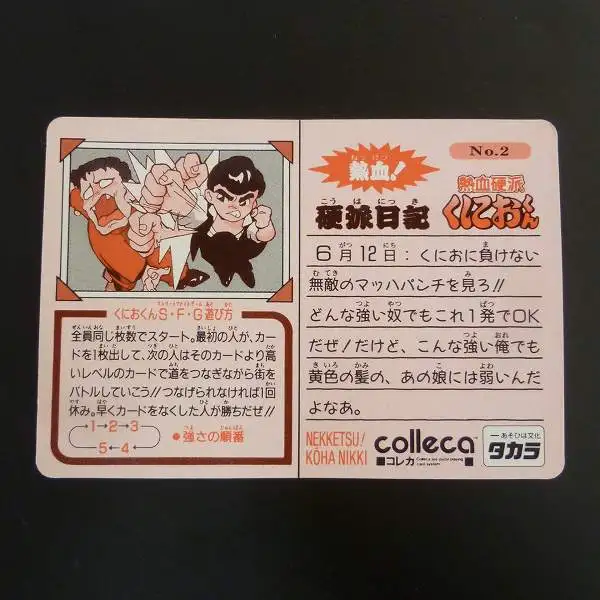 くにおくんS・F・G遊び方
全員同じ枚数でスタート。最初の人が、カー
ドを1枚出して、次の人はそのカードより高
いレベルのカードで道をつなぎながら街を
バトルしていこう!!つなげられなければ1回
休み。早くカードをなくした人が勝ちだぜ!!
→1→2→3
5←4←
●強さの順番
No.2
ねっけつ
熱血!
こうはにっき
硬派日記
熱血硬派
くにおくん
6月12日:くにおに負けない
無敵のマッハパンチを見ろ!!
どんな強い奴でもこれ1発でOK
だぜ!だけど、こんな強い俺でも
黄色の髪の、あの娘には弱いんだ
よなあ。
NEKKETSU!
KŌHA NIKKI
colleca
■コレカ
あそびは文化
タカラ